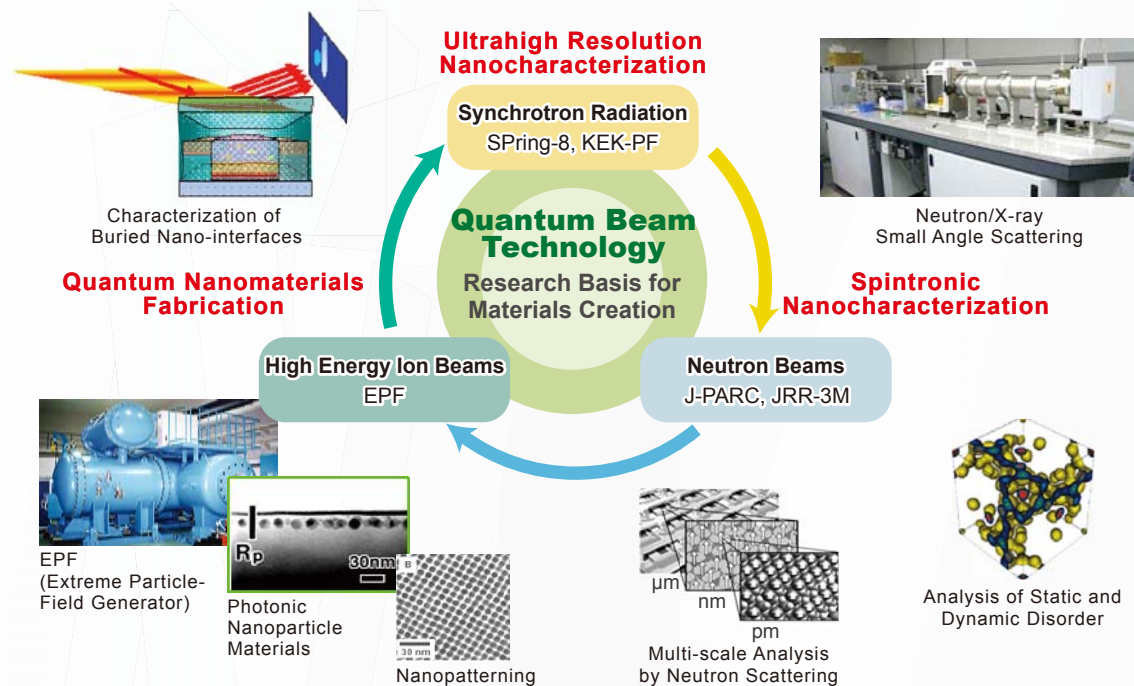 Ultrahigh Resolution
Nanocharacterization
Synchrotron Radiation
SPring-8, KEK-PF
Characterization of
Buried Nano-interfaces
Neutron/X-ray
Small Angle Scattering
Quantum Beam
Technology
Research Basis for
Materials Creation
Quantum Nanomaterials
Fabrication
Spintronic
Nanocharacterization
High Energy Ion Beams
EPF
Neutron Beams
J-PARC, JRR-3M
EPF
(Extreme Particle-
Field Generator)
Rp
30nm
Photonic
Nanoparticle
Materials
B
30 nm
Nanopatterning
µm
nm
pm
Multi-scale Analysis
by Neutron Scattering
Analysis of Static and
Dynamic Disorder